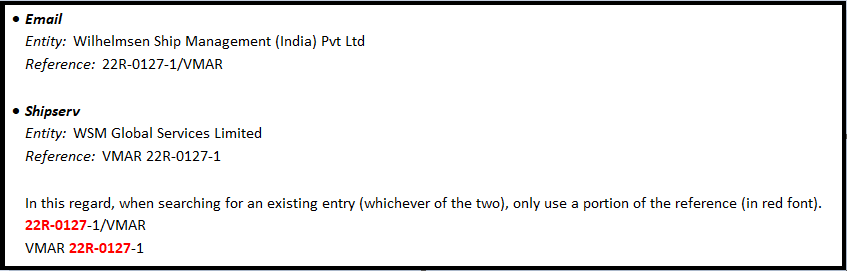 • Email
Entity: Wilhelmsen Ship Management (India) Pvt Ltd
Reference: 22R-0127-1/VMAR
• Shipserv
Entity: WSM Global Services Limited
Reference: VMAR 22R-0127-1
In this regard, when searching for an existing entry (whichever of the two), only use a portion of the reference (in red font).
22R-0127-1/VMAR
VMAR 22R-0127-1